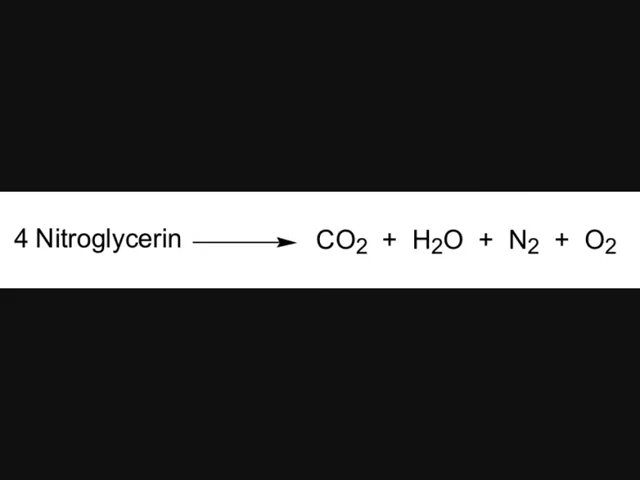 4 Nitroglycerin ⟶ CO₂ + H₂O + N₂ + O₂